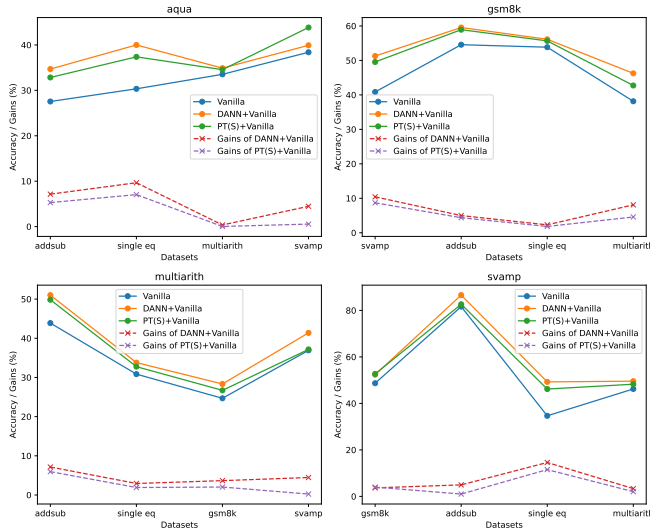 aqua
Accuracy / Gains (%)
40
30
20
10
0
Vanilla
DANN+Vanilla
PT(S)+Vanilla
Gains of DANN+Vanilla
Gains of PT(S)+Vanilla
addsub
single eq
multiarith
svamp
Datasets
gsm8k
Accuracy / Gains (%)
60
50
40
30
20
10
0
Vanilla
DANN+Vanilla
PT(S)+Vanilla
Gains of DANN+Vanilla
Gains of PT(S)+Vanilla
svamp
addsub
single eq
multiarith
Datasets
multiarith
Accuracy / Gains (%)
50
40
30
20
10
0
Vanilla
DANN+Vanilla
PT(S)+Vanilla
Gains of DANN+Vanilla
Gains of PT(S)+Vanilla
addsub
single eq
gsm8k
svamp
Datasets
svamp
Accuracy / Gains (%)
80
60
40
20
0
Vanilla
DANN+Vanilla
PT(S)+Vanilla
Gains of DANN+Vanilla
Gains of PT(S)+Vanilla
gsm8k
addsub
single eq
multiarith
Datasets